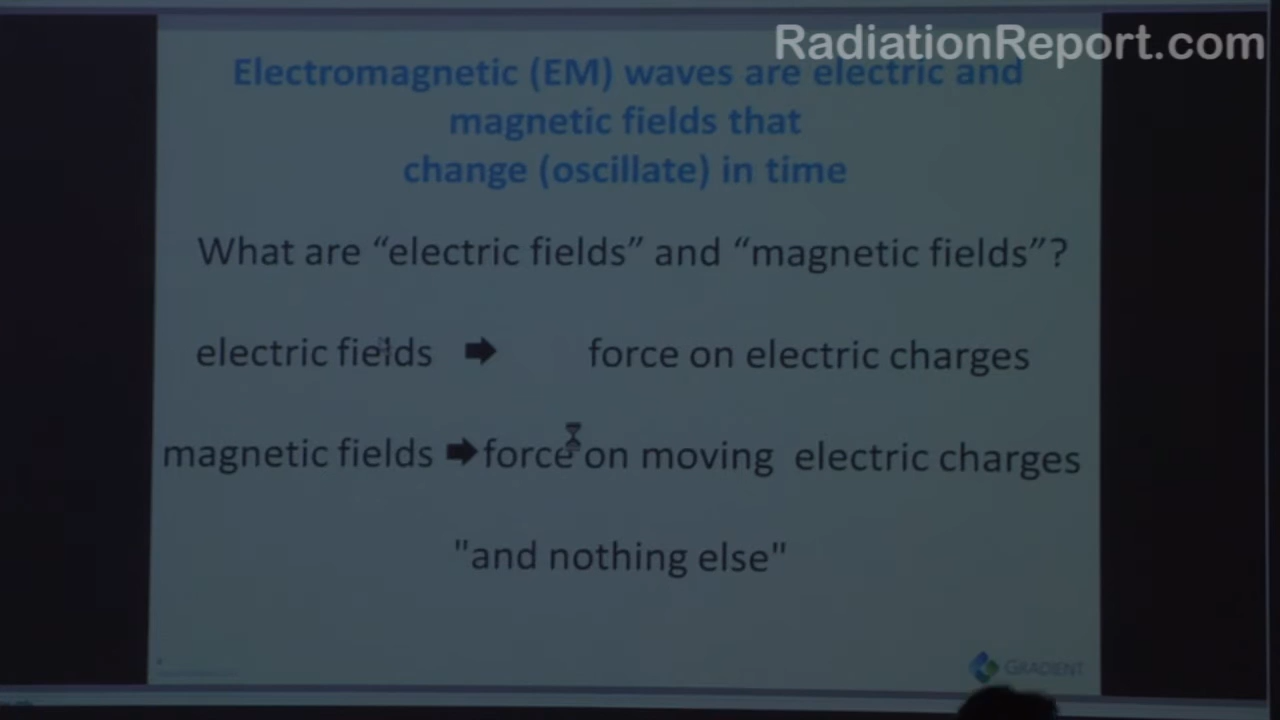 RadiationReport.com
Electromagnetic (EM) waves are electric and
magnetic fields that
change (oscillate) in time
What are “electric fields” and “magnetic fields”?
electric fields ➡ force on electric charges
magnetic fields ➡ force on moving electric charges
"and nothing else"
GRADIENT